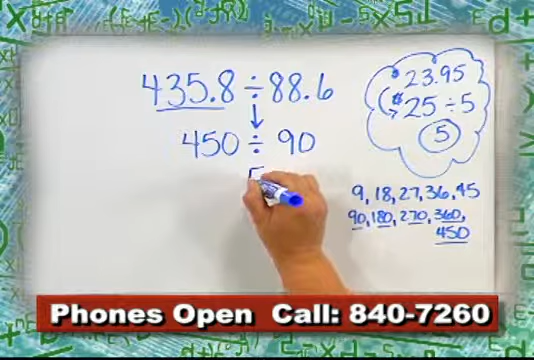 435.8 ÷ 88.6
450 ÷ 90
5
$23.95
$25 ÷ 5
5
9, 18, 27, 36, 45
90, 180, 270, 360,
450
Phones Open Call: 840-7260